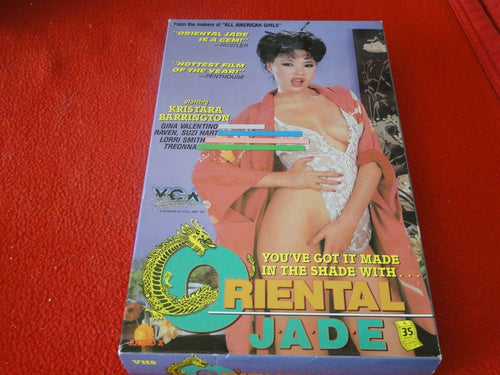 From the makers of "ALL AMERICAN GIRLS"
"ORIENTAL JADE
IS A GEM!"
—HUSTLER
"HOTTEST FILM
OF THE YEAR!"
—PENTHOUSE
starring
KRISTARA
BARRINGTON
GINA VALENTINO
RAVEN, SUZI HART
LORRI SMITH
TREONNA
VCA
YOU'VE GOT IT MADE
IN THE SHADE WITH . . .
ORIENTAL
J·A·D·E
35
VHS